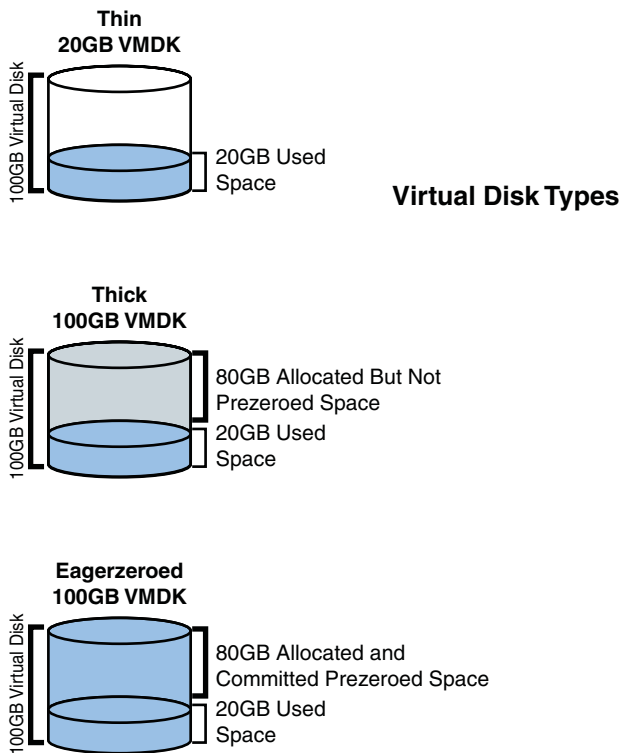 Thin
20GB VMDK
100GB Virtual Disk
20GB Used
Space
Virtual Disk Types
Thick
100GB VMDK
100GB Virtual Disk
80GB Allocated But Not
Prezeroed Space
20GB Used
Space
Eagerzeroed
100GB VMDK
100GB Virtual Disk
80GB Allocated and
Committed Prezeroed Space
20GB Used
Space